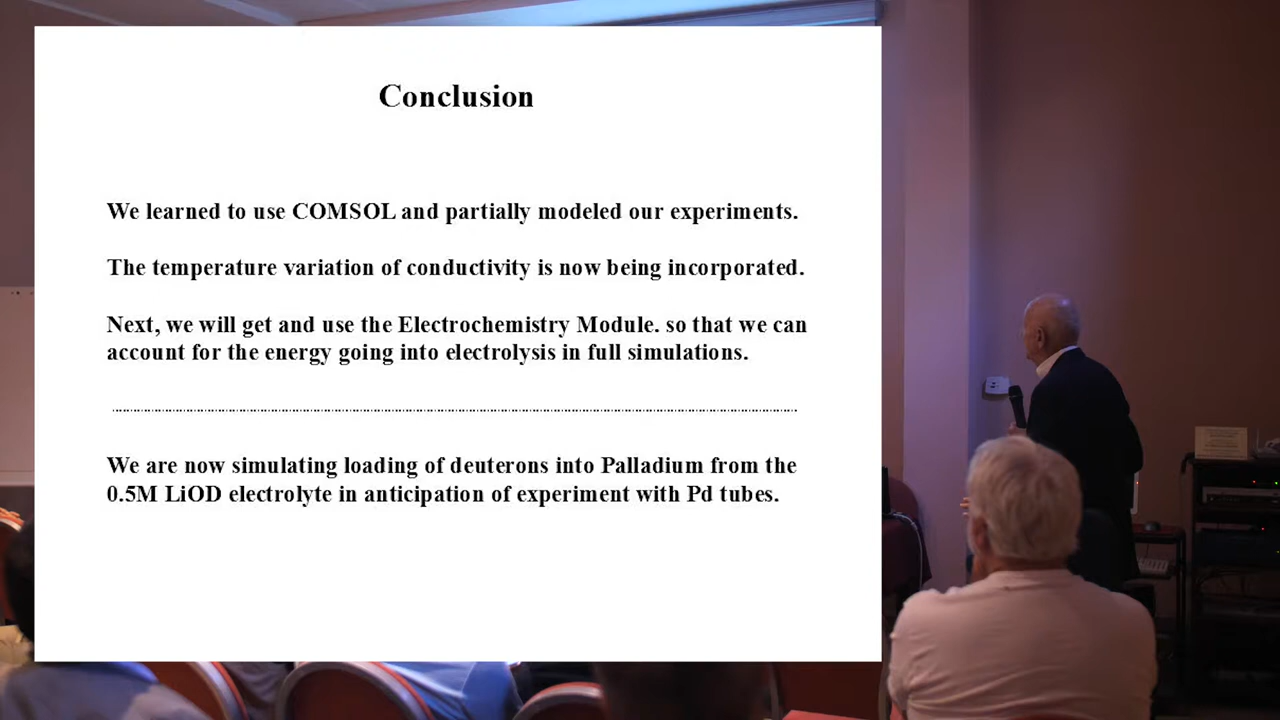 Conclusion
We learned to use COMSOL and partially modeled our experiments.
The temperature variation of conductivity is now being incorporated.
Next, we will get and use the Electrochemistry Module. so that we can
account for the energy going into electrolysis in full simulations.
We are now simulating loading of deuterons into Palladium from the
0.5M LiOD electrolyte in anticipation of experiment with Pd tubes.